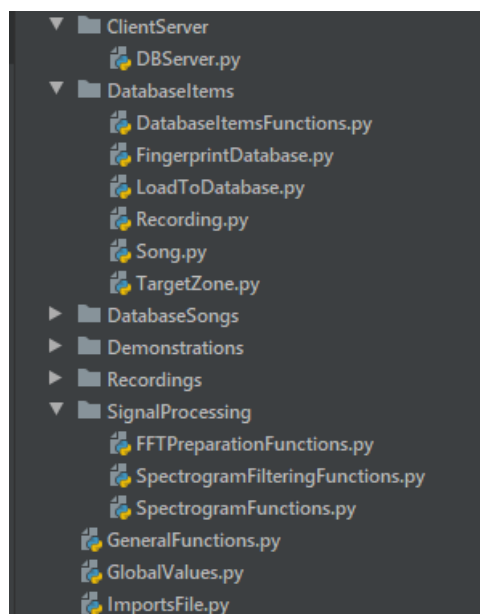 ClientServer
DBServer.py
DatabaseItems
DatabaseItemsFunctions.py
FingerprintDatabase.py
LoadToDatabase.py
Recording.py
Song.py
TargetZone.py
DatabaseSongs
Demonstrations
Recordings
SignalProcessing
FFTPreparationFunctions.py
SpectrogramFilteringFunctions.py
SpectrogramFunctions.py
GeneralFunctions.py
GlobalValues.py
ImportsFile.py